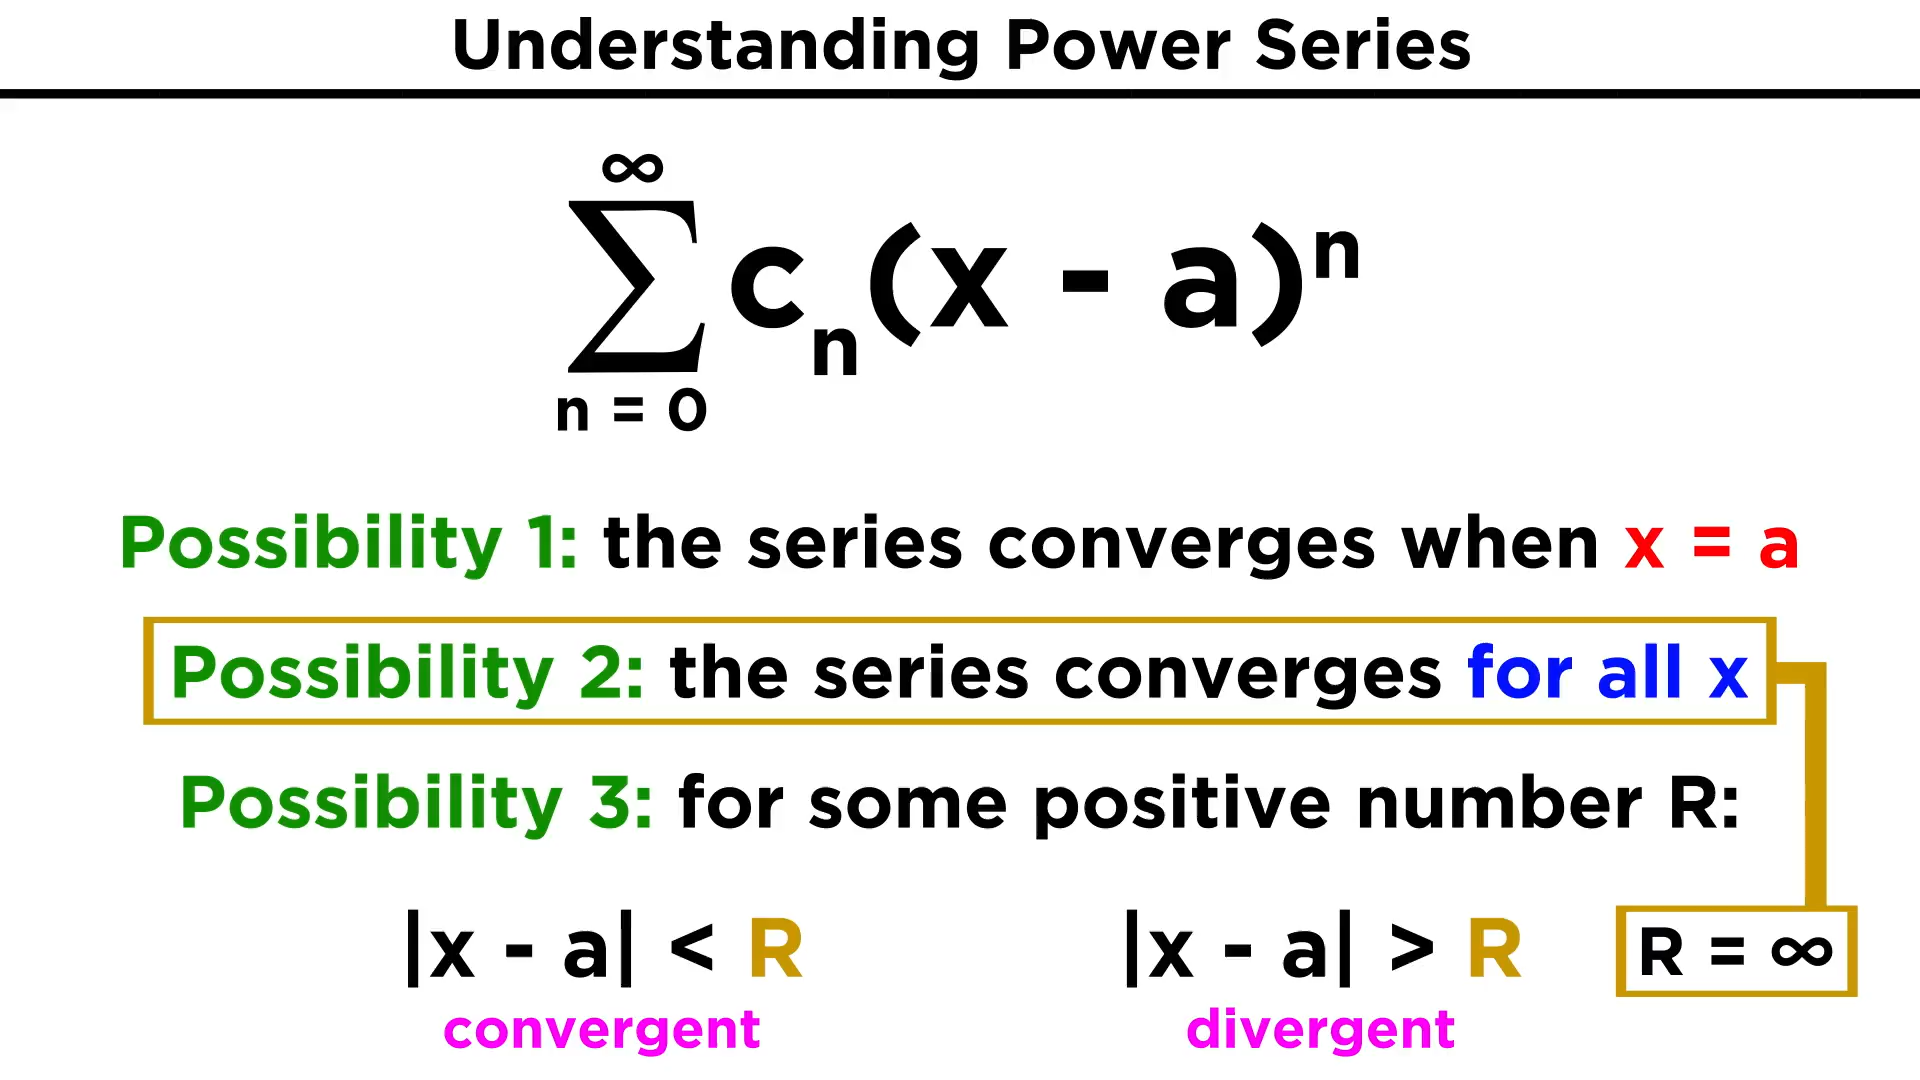 Understanding Power Series
∞
∑ cₙ(x - a)ⁿ
n = 0
Possibility 1: the series converges when x = a
Possibility 2: the series converges for all x
Possibility 3: for some positive number R:
|x - a| < R |x - a| > R R = ∞
convergent divergent